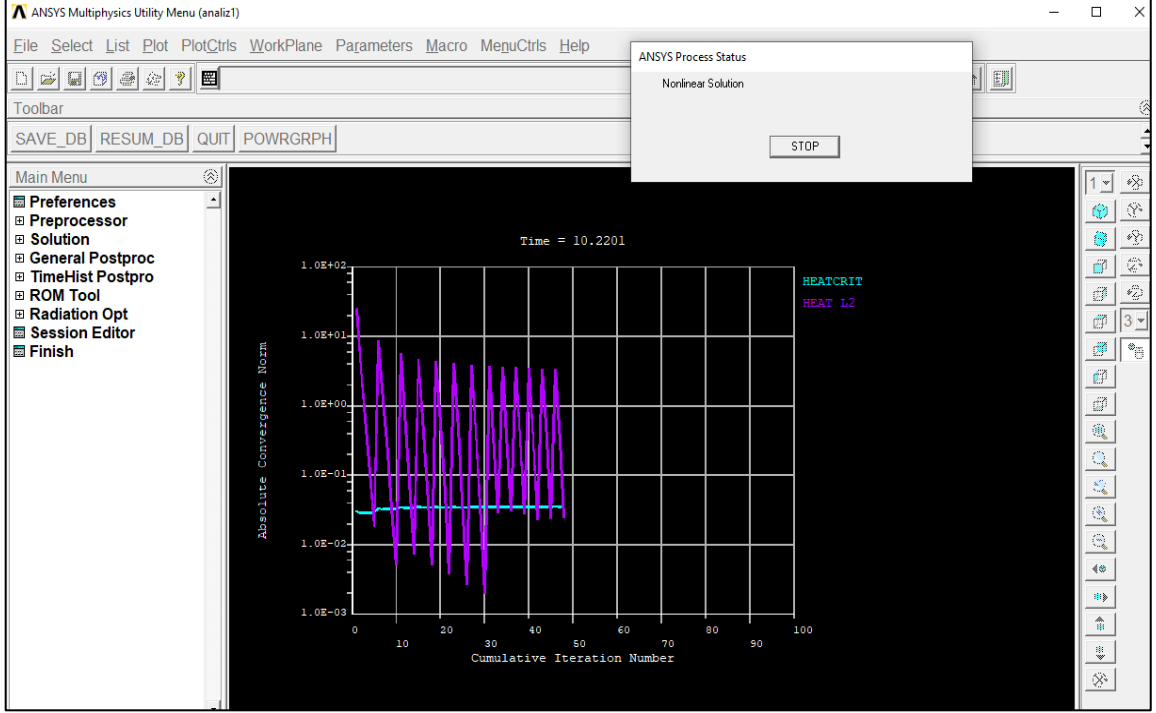 ANSYS Multiphysics Utility Menu (analiz1)
File Select List Plot PlotCtrls WorkPlane Parameters Macro MenuCtrls Help
ANSYS Process Status
Nonlinear Solution
STOP
Toolbar
SAVE_DB RESUM_DB QUIT POWRGRPH
Main Menu
Preferences
Preprocessor
Solution
General Postproc
TimeHist Postpro
ROM Tool
Radiation Opt
Session Editor
Finish
Time = 10.2201
HEATCRIT
HEAT L2
Absolute Convergence Norm
1.0E+02
1.0E+01
1.0E+00
1.0E-01
1.0E-02
1.0E-03
0 20 40 60 80 100
10 30 50 70 90
Cumulative Iteration Number
1
3